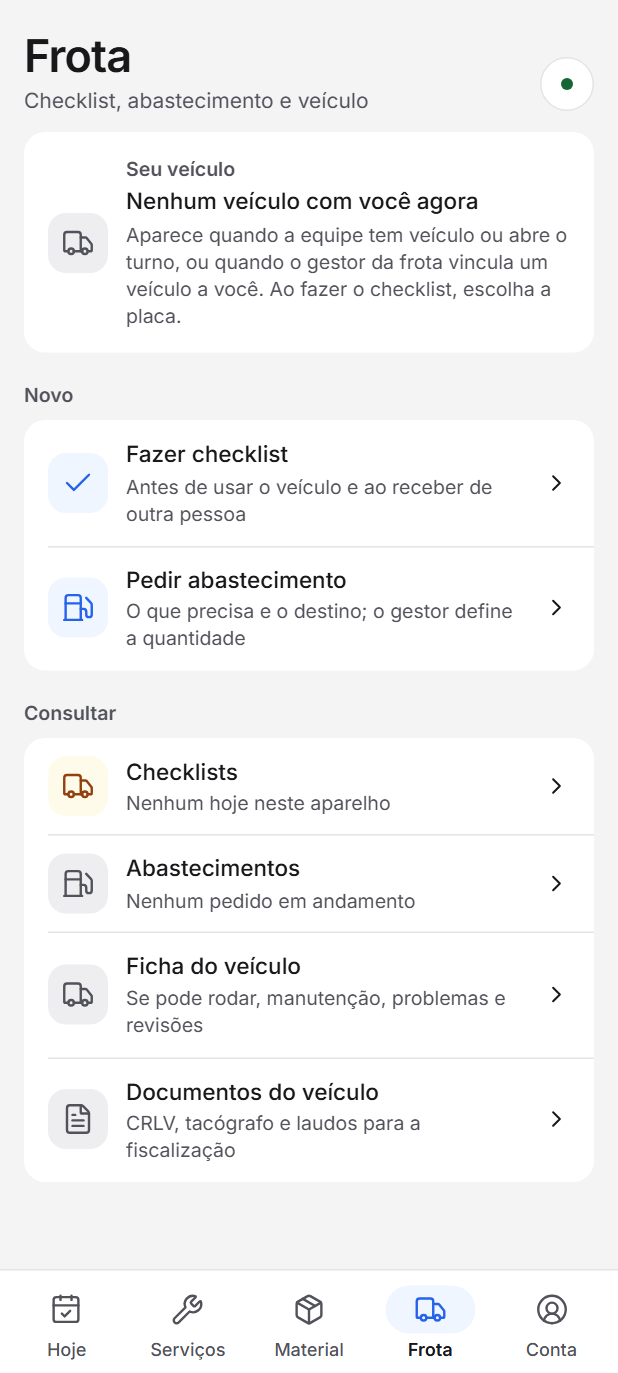 Frota
Checklist, abastecimento e veículo
Seu veículo
Nenhum veículo com você agora
Aparece quando a equipe tem veículo ou abre o
turno, ou quando o gestor da frota vincula um
veículo a você. Ao fazer o checklist, escolha a
placa.
Novo
Fazer checklist
Antes de usar o veículo e ao receber de
outra pessoa
Pedir abastecimento
O que precisa e o destino; o gestor define
a quantidade
Consultar
Checklists
Nenhum hoje neste aparelho
Abastecimentos
Nenhum pedido em andamento
Ficha do veículo
Se pode rodar, manutenção, problemas e
revisões
Documentos do veículo
CRLV, tacógrafo e laudos para a
fiscalização
Hoje
Serviços
Material
Frota
Conta